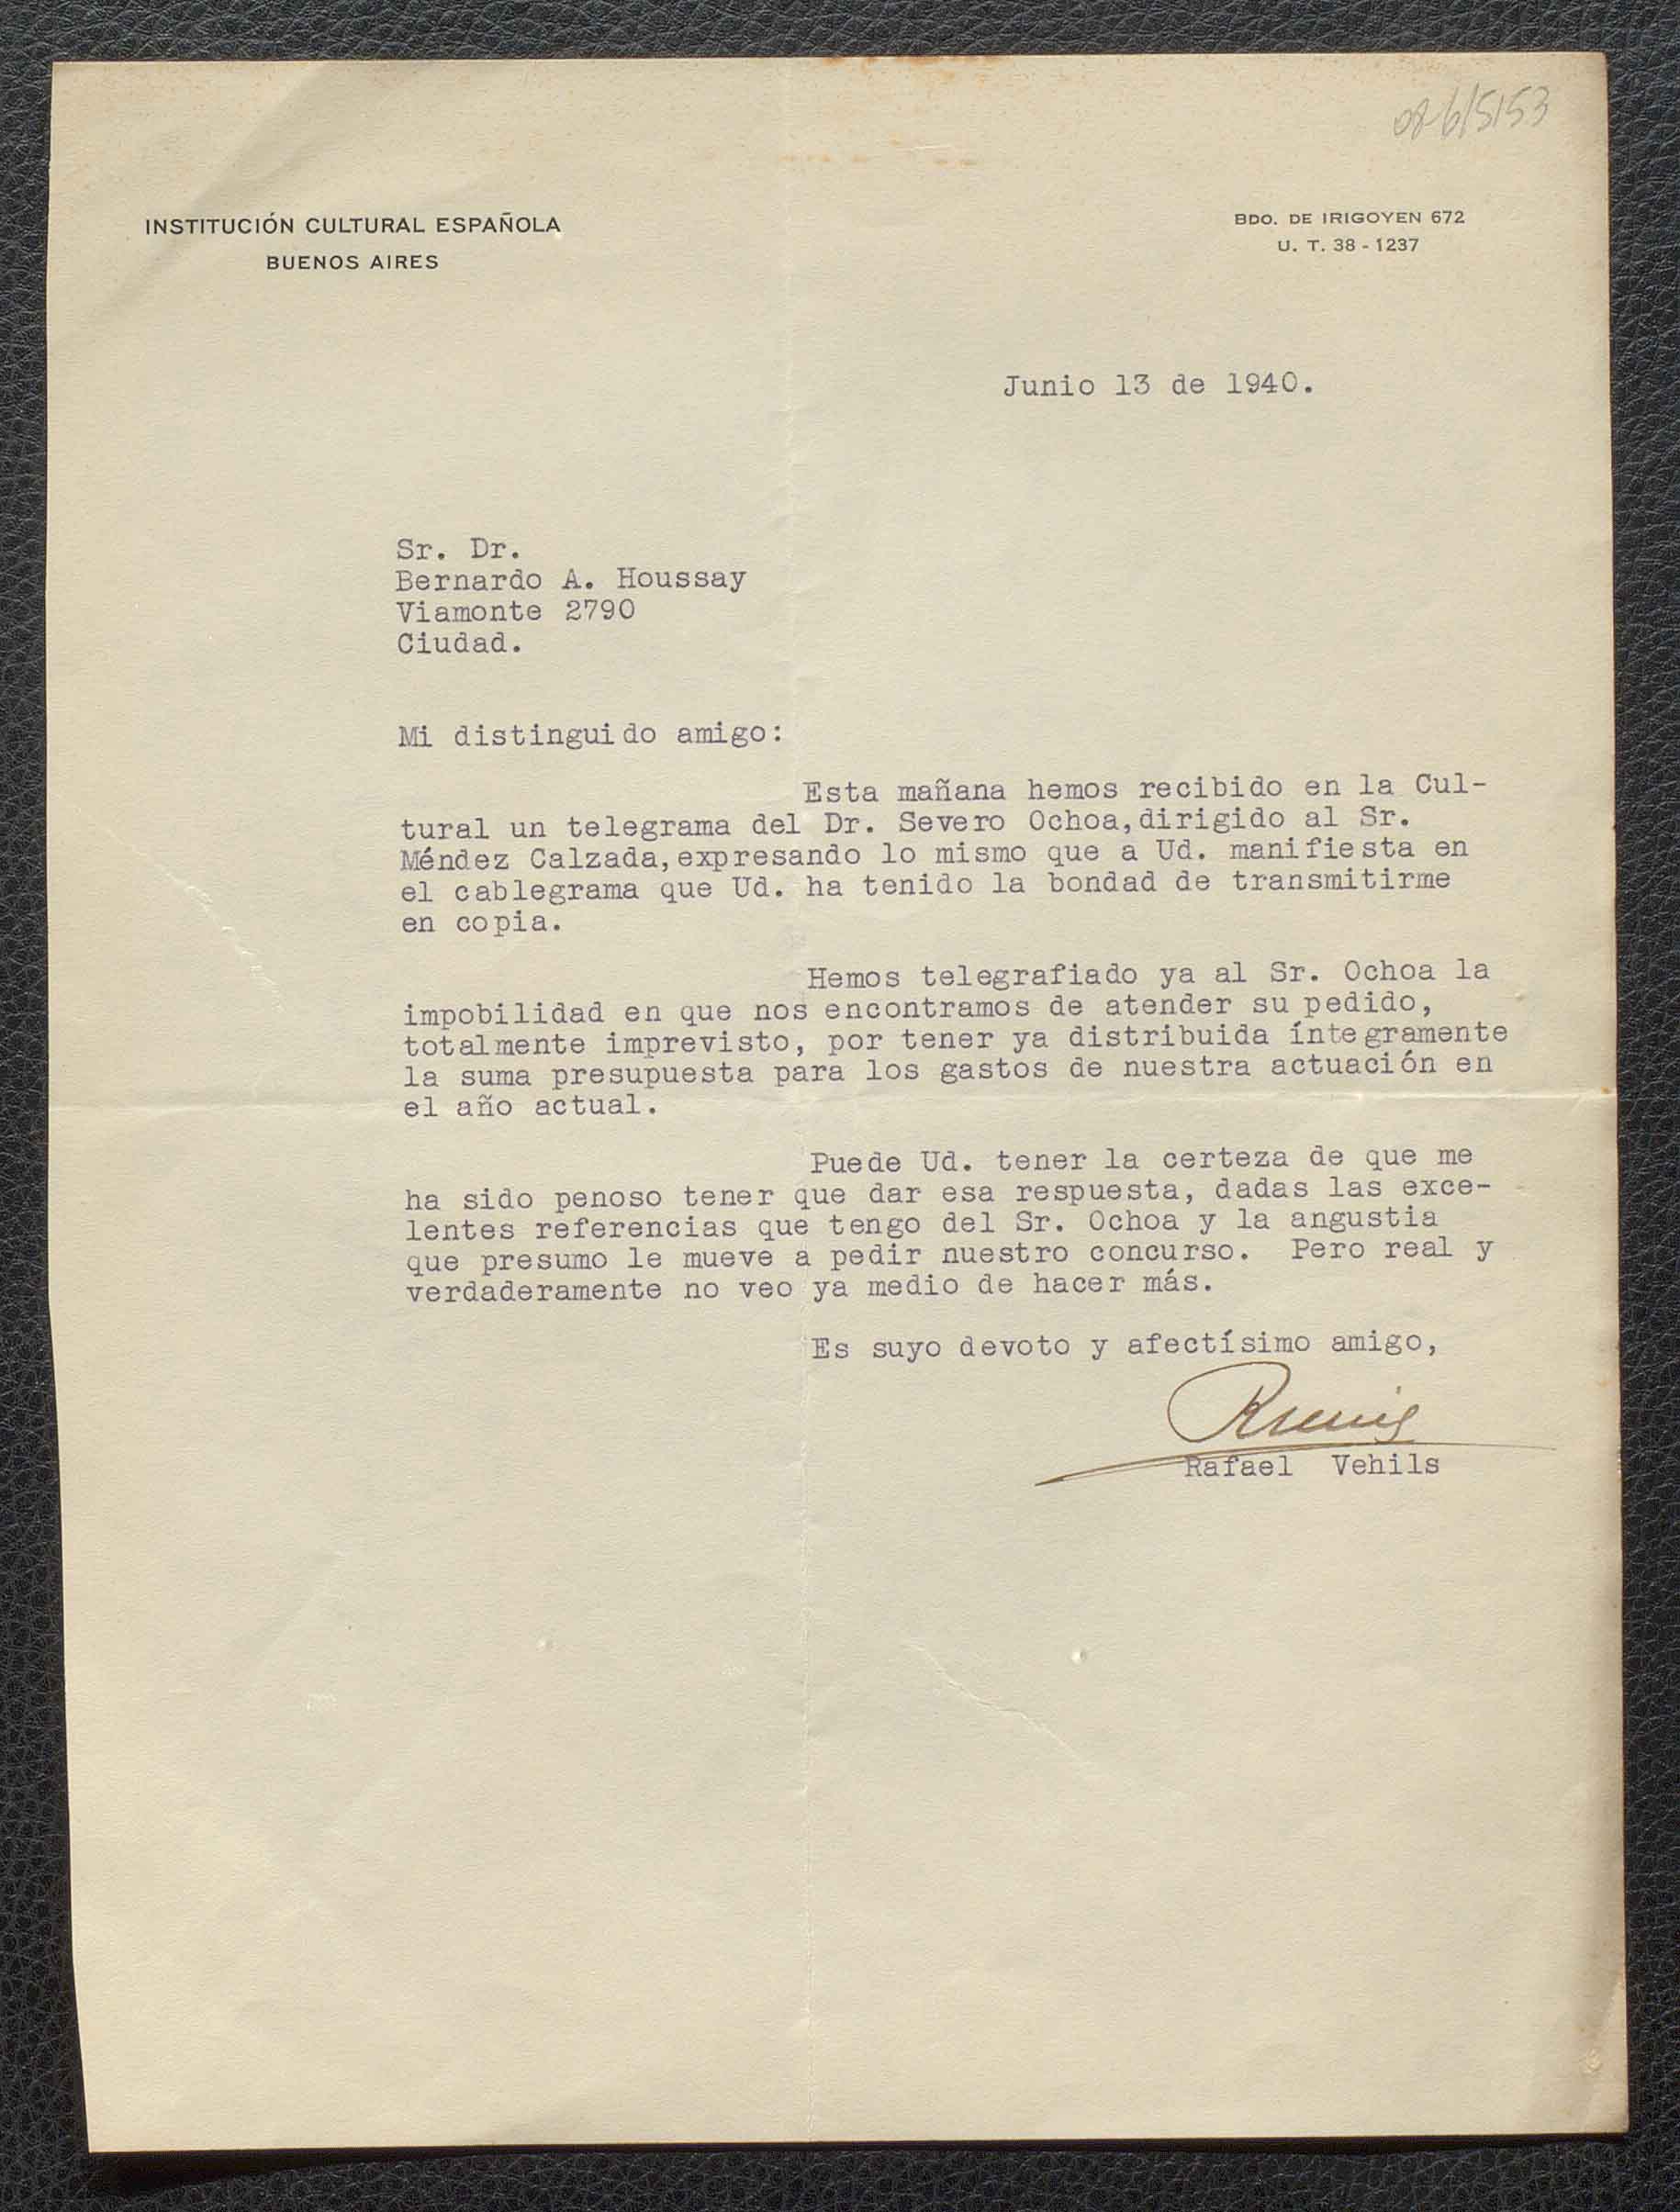 08-6/5153
INSTITUCIÓN CULTURAL ESPAÑOLA
BUENOS AIRES
BDO. DE IRIGOYEN 672
U. T. 38 - 1237
Junio 13 de 1940.
Sr. Dr.
Bernardo A. Houssay
Viamonte 2790
Ciudad.
Mi distinguido amigo:
Esta mañana hemos recibido en la Cul-
tural un telegrama del Dr. Severo Ochoa,dirigido al Sr.
Méndez Calzada,expresando lo mismo que a Ud. manifiesta en
el cablegrama que Ud. ha tenido la bondad de transmitirme
en copia.
Hemos telegrafiado ya al Sr. Ochoa la
impobilidad en que nos encontramos de atender su pedido,
totalmente imprevisto, por tener ya distribuida íntegramente
la suma presupuesta para los gastos de nuestra actuación en
el año actual.
Puede Ud. tener la certeza de que me
ha sido penoso tener que dar esa respuesta, dadas las exce-
lentes referencias que tengo del Sr. Ochoa y la angustia
que presumo le mueve a pedir nuestro concurso. Pero real y
verdaderamente no veo ya medio de hacer más.
Es suyo devoto y afectísimo amigo,
Rafael Vehils